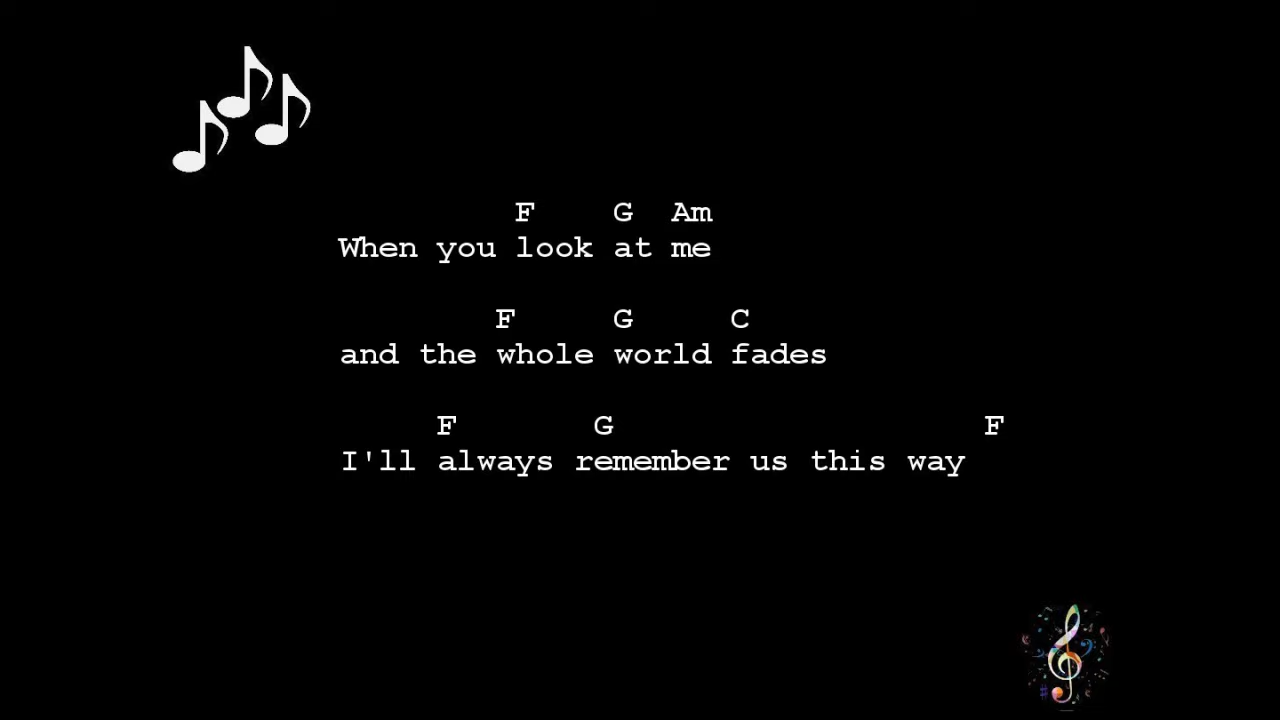 F G Am
When you look at me
F G C
and the whole world fades
F G F
I'll always remember us this way